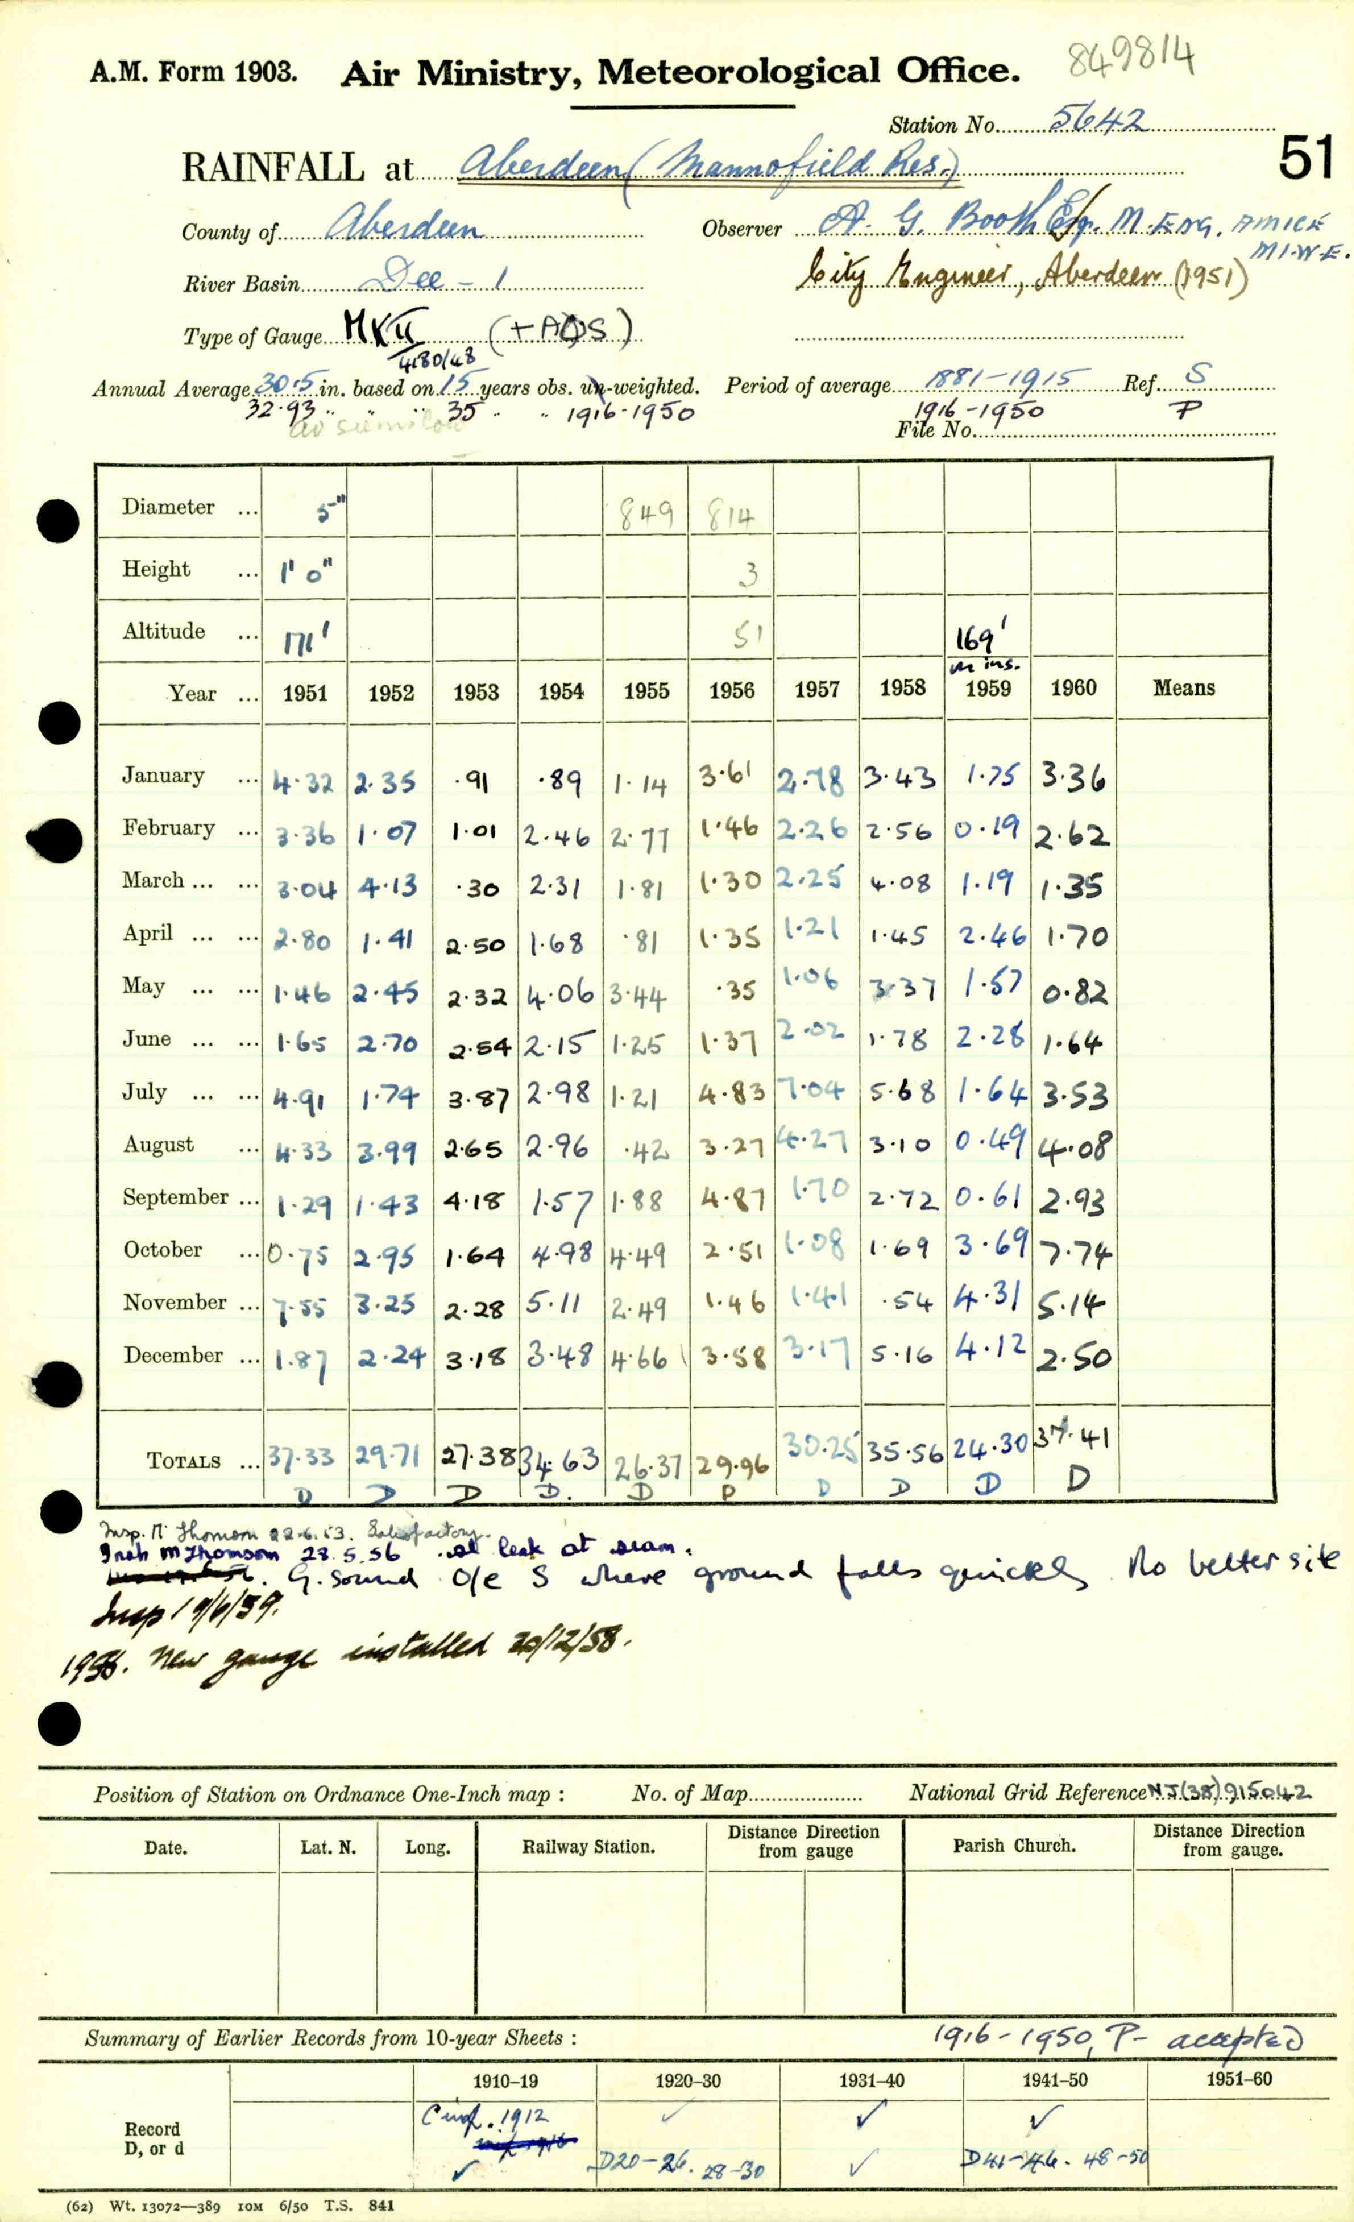 849814
A.M. Form 1903. Air Ministry, Meteorological Office.
Station No. 5642
51
RAINFALL at Aberdeen (Mannofield Res.)
County of Aberdeen Observer A. G. Booth Esq. M.Eng. AMICE
M.I.W.E.
River Basin Dee - 1 City Engineer, Aberdeen (1951)
Type of Gauge MK II
4180/48
Annual Average 30.5 in. based on 15 years obs. un-weighted. Period of average 1881-1915 Ref. S
32.93 " " " 35 " " 1916-1950 1916-1950 P
File No.
Diameter ... 5" 849 814
Height ... 1' 0" 3
Altitude ... 171' 51 169'
in ins.
Year ... 1951 1952 1953 1954 1955 1956 1957 1958 1959 1960 Means
January ... 4.32 2.35 .91 .89 1.14 3.61 2.78 3.43 1.75 3.36
February ... 3.36 1.07 1.01 2.46 2.77 1.46 2.26 2.56 0.19 2.62
March ... ... 3.04 4.13 .30 2.31 1.81 1.30 2.25 4.08 1.19 1.35
April ... ... 2.80 1.41 2.50 1.68 .81 1.35 1.21 1.45 2.46 1.70
May ... ... 1.46 2.45 2.32 4.06 3.44 .35 1.06 3.37 1.57 0.82
June ... ... 1.65 2.70 2.54 2.15 1.25 1.37 2.02 1.78 2.28 1.64
July ... ... 4.91 1.74 3.87 2.98 1.21 4.83 7.04 5.68 1.64 3.53
August ... 4.33 3.99 2.65 2.96 .42 3.27 4.27 3.10 0.49 4.08
September ... 1.29 1.43 4.18 1.57 1.88 4.87 1.70 2.72 0.61 2.93
October ... 0.75 2.95 1.64 4.98 4.49 2.51 1.08 1.69 3.69 7.74
November ... 7.55 3.25 2.28 5.11 2.49 1.46 1.41 .54 4.31 5.14
December ... 1.87 2.24 3.18 3.48 4.66 3.58 3.17 5.16 4.12 2.50
TOTALS ... 37.33 29.71 27.38 34.63 26.37 29.96 30.25 35.56 24.30 37.41
D D D D. D P D D D D
Insp. Mr Thomson 22.6.53. Satisfactory.
Insp Mr Thomson 28.5.56 leak at seam.
G. Sound O/e S where ground falls quickly No better site
Insp 19/6/59.
1958. New gauge installed 20/12/58.
Position of Station on Ordnance One-Inch map : No. of Map National Grid Reference NJ(38)915042
Date. Lat. N. Long. Railway Station. Distance Direction from gauge Parish Church. Distance Direction from gauge.
Summary of Earlier Records from 10-year Sheets : 1916-1950, P- accepted
1910–19 1920–30 1931–40 1941–50 1951–60
Record 1912 ✓ ✓ ✓
D, or d ✓ D20-26. 28-30 ✓ D41-46. 48-50
(62) Wt. 13072—389 10M 6/50 T.S. 841